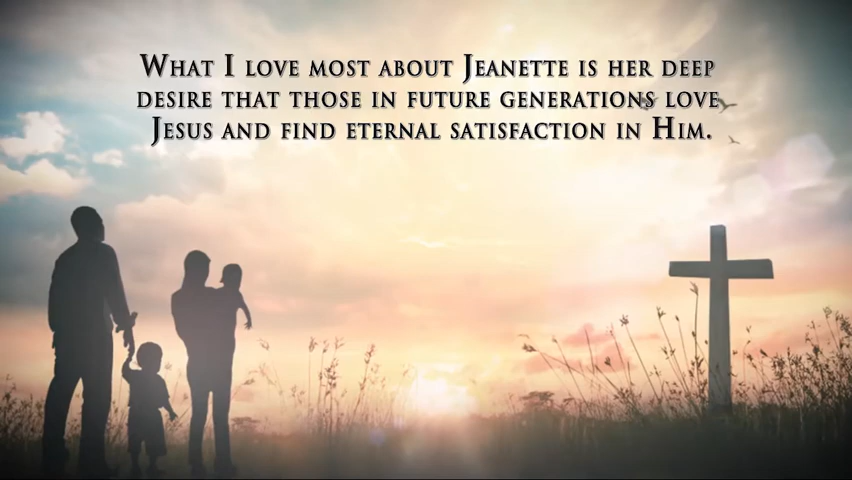 What I love most about Jeanette is her deep
desire that those in future generations love
Jesus and find eternal satisfaction in Him.